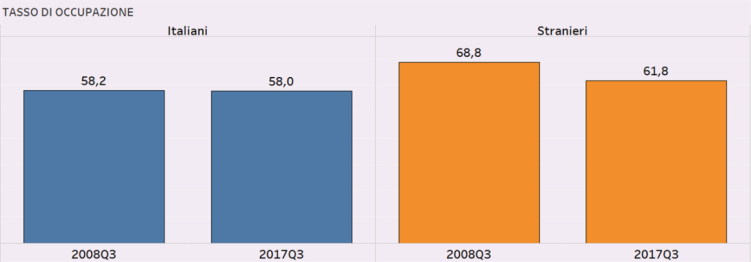 TASSO DI OCCUPAZIONE
Italiani Stranieri
58,2 58,0 68,8 61,8
2008Q3 2017Q3 2008Q3 2017Q3